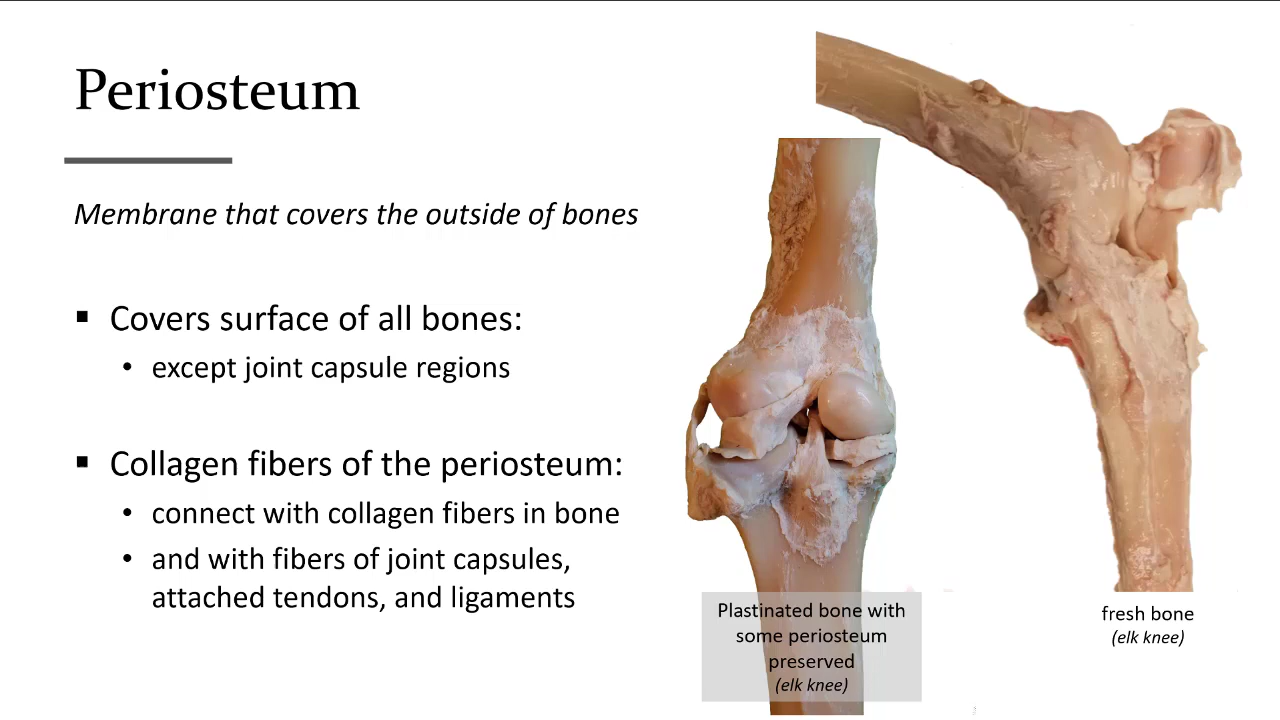 Periosteum
Membrane that covers the outside of bones
▪ Covers surface of all bones:
• except joint capsule regions
▪ Collagen fibers of the periosteum:
• connect with collagen fibers in bone
• and with fibers of joint capsules,
attached tendons, and ligaments
Plastinated bone with
some periosteum
preserved
(elk knee)
fresh bone
(elk knee)